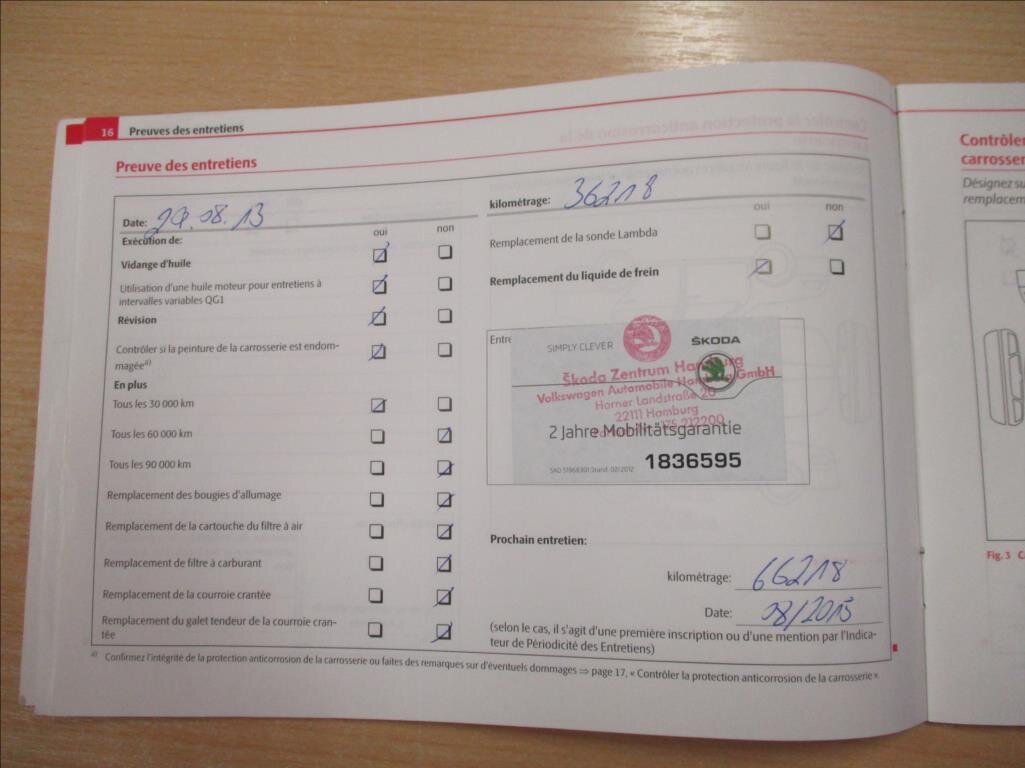 16 Preuves des entretiens
Preuve des entretiens
Date: 29.08.13
Exécution de:
oui non
Vidange d'huile
Utilisation d'une huile moteur pour entretiens à
intervalles variables QG1
Révision
Contrôler si la peinture de la carrosserie est endom-
magéeᵃ⁾
En plus
Tous les 30 000 km
Tous les 60 000 km
Tous les 90 000 km
Remplacement des bougies d'allumage
Remplacement de la cartouche du filtre à air
Remplacement de filtre à carburant
Remplacement de la courroie crantée
Remplacement du galet tendeur de la courroie cran-
tée
kilométrage: 36218
oui non
Remplacement de la sonde Lambda
Remplacement du liquide de frein
Entre
SIMPLY CLEVER
ŠKODA
Škoda Zentrum Hamburg
Volkswagen Automobile Hamburg GmbH
Horner Landstraße 20
22111 Hamburg
2 Jahre Mobilitätsgarantie
SAD 51966301 Stand: 02/2012
1836595
Prochain entretien:
kilométrage: 66218
Date: 08/2015
(selon le cas, il s'agit d'une première inscription ou d'une mention par l'Indica-
teur de Périodicité des Entretiens)
ᵃ⁾ Confirmez l'intégrité de la protection anticorrosion de la carrosserie ou faites des remarques sur d'éventuels dommages ⇒ page 17, « Contrôler la protection anticorrosion de la carrosserie ».
Contrôler
carrosser
Désignez su
remplacem
Fig. 3 C